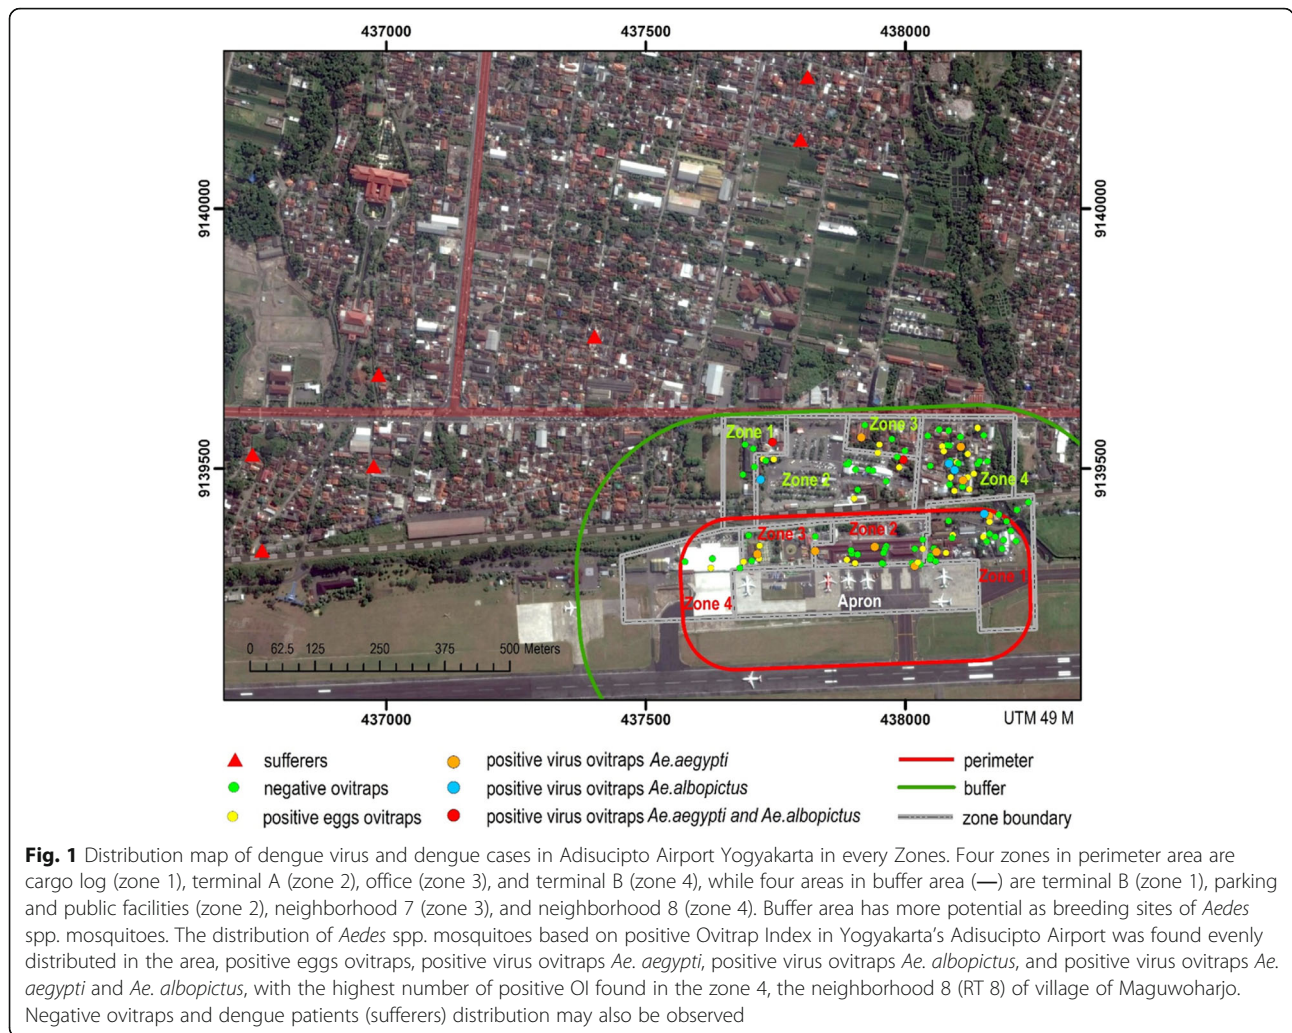 437000 437500 438000
9140000 9140000
9139500 9139500
Zone 1 Zone 3
Zone 2 Zone 4
Zone 3 Zone 2
Zone 1
Zone 4 Apron
0 62.5 125 250 375 500 Meters
437000 437500 438000 UTM 49 M
sufferers positive virus ovitraps Ae.aegypti perimeter
negative ovitraps positive virus ovitraps Ae.albopictus buffer
positive eggs ovitraps positive virus ovitraps Ae.aegypti and Ae.albopictus zone boundary
Fig. 1 Distribution map of dengue virus and dengue cases in Adisucipto Airport Yogyakarta in every Zones. Four zones in perimeter area are
cargo log (zone 1), terminal A (zone 2), office (zone 3), and terminal B (zone 4), while four areas in buffer area (—) are terminal B (zone 1), parking
and public facilities (zone 2), neighborhood 7 (zone 3), and neighborhood 8 (zone 4). Buffer area has more potential as breeding sites of Aedes
spp. mosquitoes. The distribution of Aedes spp. mosquitoes based on positive Ovitrap Index in Yogyakarta's Adisucipto Airport was found evenly
distributed in the area, positive eggs ovitraps, positive virus ovitraps Ae. aegypti, positive virus ovitraps Ae. albopictus, and positive virus ovitraps Ae.
aegypti and Ae. albopictus, with the highest number of positive OI found in the zone 4, the neighborhood 8 (RT 8) of village of Maguwoharjo.
Negative ovitraps and dengue patients (sufferers) distribution may also be observed